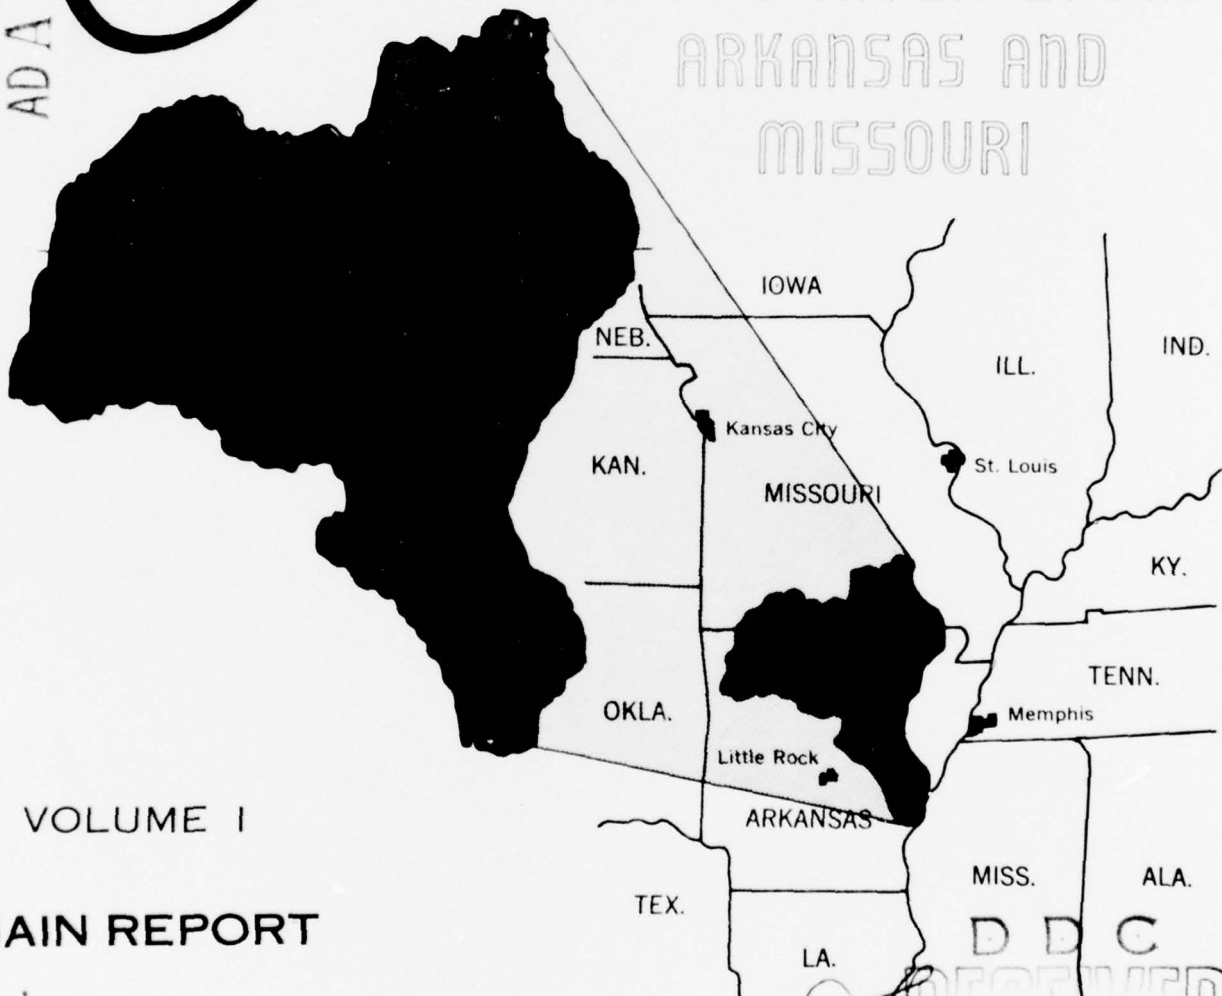 AD A
ARKANSAS AND
MISSOURI
IOWA
NEB.
ILL.
IND.
Kansas City
KAN.
St. Louis
MISSOURI
KY.
TENN.
OKLA.
Memphis
Little Rock
VOLUME I
ARKANSAS
MISS.
ALA.
TEX.
AIN REPORT
D D C
LA.